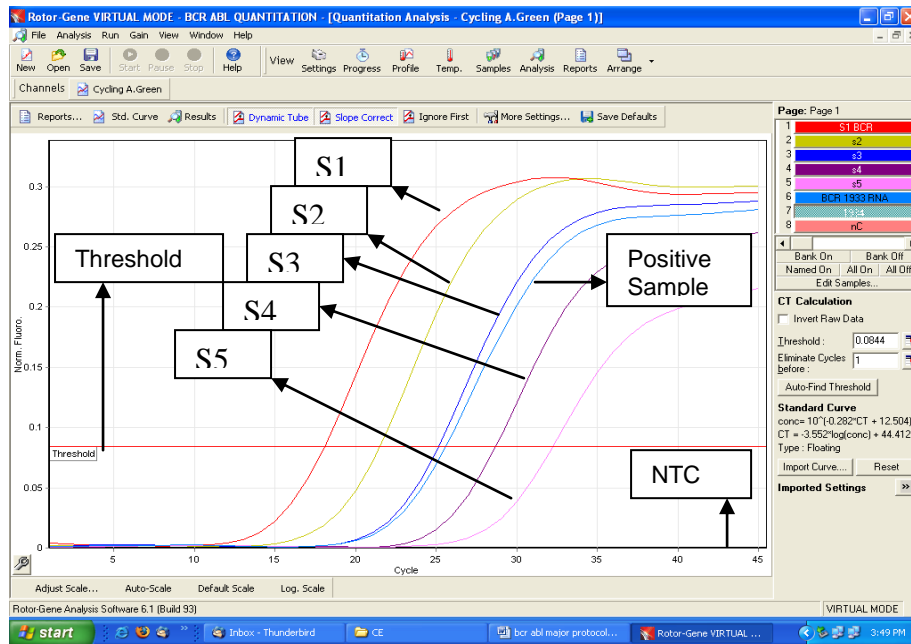 Rotor-Gene VIRTUAL MODE - BCR ABL QUANTITATION - [Quantitation Analysis - Cycling A.Green (Page 1)]
File Analysis Run Gain View Window Help
New Open Save Start Pause Stop Help View Settings Progress Profile Temp. Samples Analysis Reports Arrange
Channels Cycling A.Green
Reports... Std. Curve Results Dynamic Tube Slope Correct Ignore First More Settings... Save Defaults
Page: Page 1
1 S1 BCR
2 s2
3 s3
4 s4
5 s5
6 BCR 1933 RNA
7 1934
8 nC
Bank On Bank Off
Named On All On All Off
Edit Samples...
CT Calculation
Invert Raw Data
Threshold : 0.0844
Eliminate Cycles before : 1
Auto-Find Threshold
Standard Curve
conc= 10^(-0.282*CT + 12.504)
CT = -3.552*log(conc) + 44.412
Type : Floating
Import Curve.... Reset
Imported Settings
S1
S2
S3
S4
S5
Threshold
Positive
Sample
NTC
Norm. Fluoro.
0.3
0.25
0.2
0.15
0.1
0.05
0
Threshold
5 10 15 20 25 30 35 40 45
Cycle
Adjust Scale... Auto-Scale Default Scale Log. Scale
Rotor-Gene Analysis Software 6.1 (Build 93) VIRTUAL MODE
start Inbox - Thunderbird CE bcr abl major protocol... Rotor-Gene VIRTUAL ... 3:49 PM